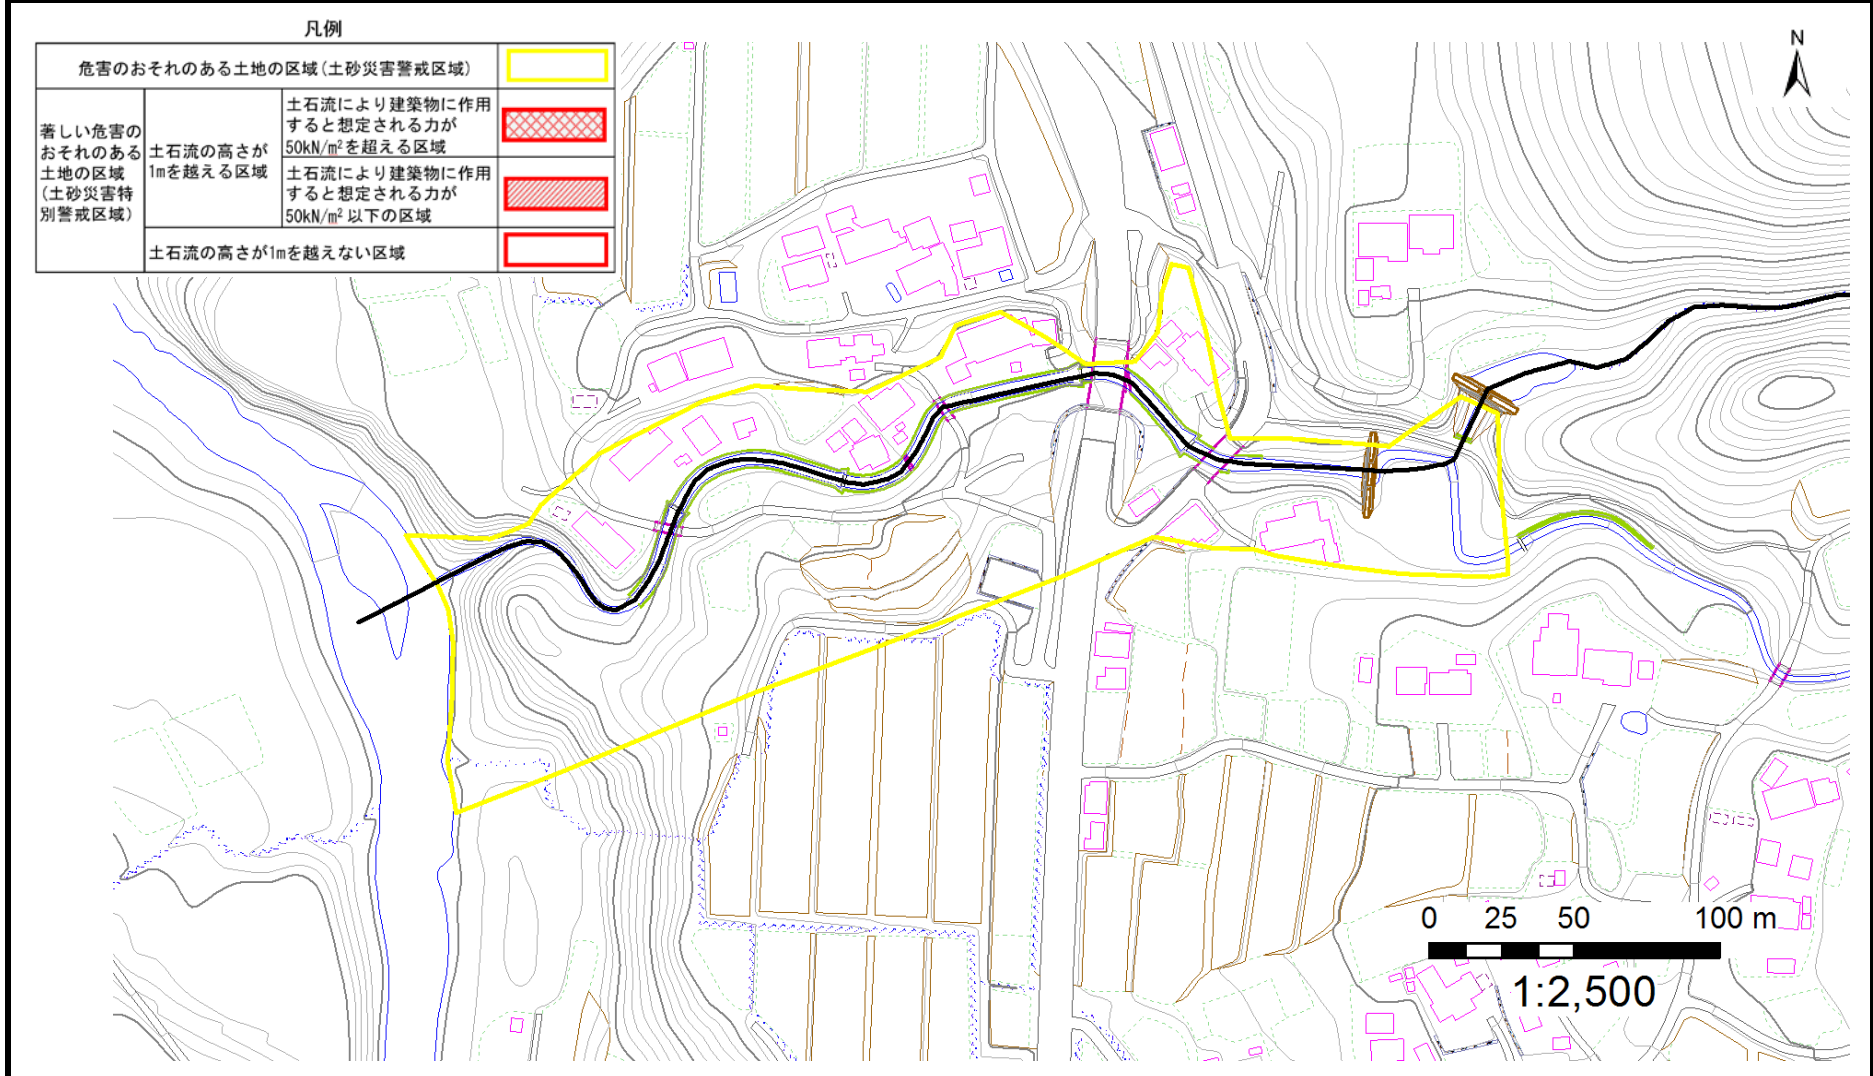 凡例
危害のおそれのある土地の区域(土砂災害警戒区域)
著しい危害の
おそれのある
土地の区域
(土砂災害特
別警戒区域)
土石流の高さが
1mを越える区域
土石流により建築物に作用
すると想定される力が
50kN/m²を超える区域
土石流により建築物に作用
すると想定される力が
50kN/m² 以下の区域
土石流の高さが1mを越えない区域
N
0 25 50 100 m
1:2,500